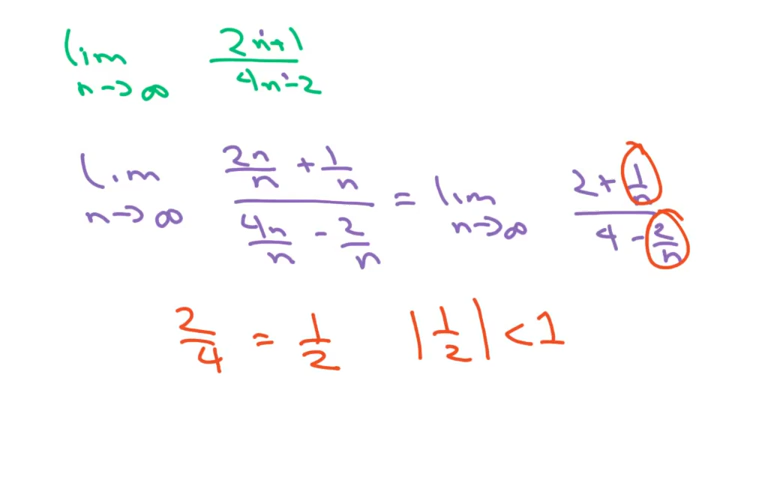 lim n→∞ (2n+1)/(4n-2)
lim n→∞ (2n/n + 1/n)/(4n/n - 2/n) = lim n→∞ (2 + 1/n)/(4 - 2/n)
2/4 = 1/2 |1/2| < 1